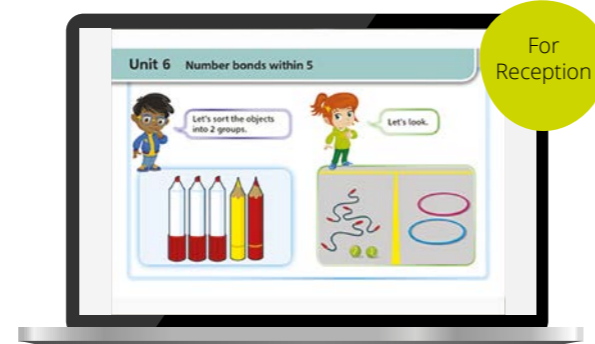 For
Reception
Unit 6 Number bonds within 5
Let's sort the objects
into 2 groups.
Let's look.